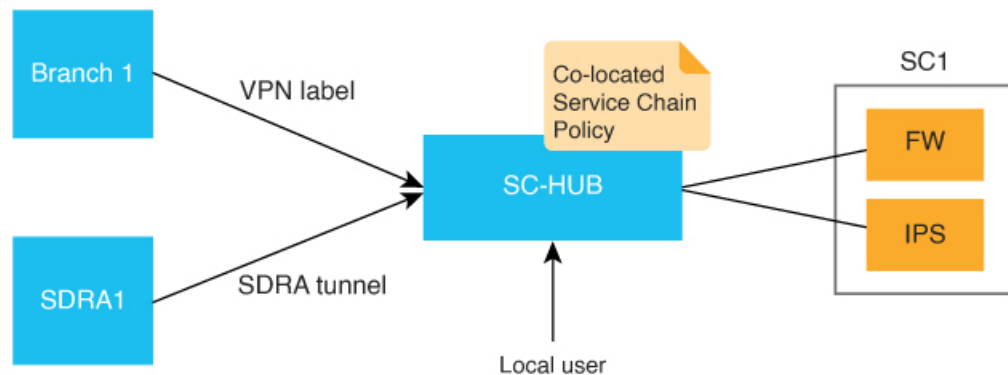 Branch 1
VPN label
Co-located
Service Chain
Policy
SC1
FW
SC-HUB
IPS
SDRA1
SDRA tunnel
Local user